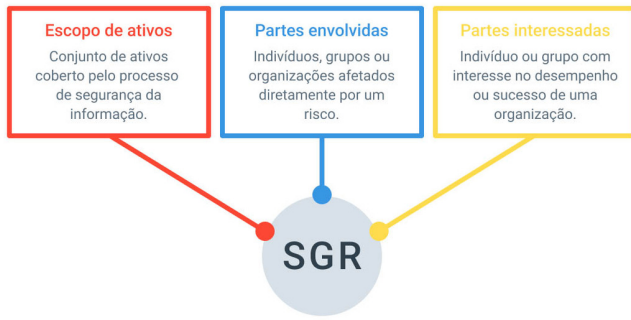 Escopo de ativos
Conjunto de ativos
coberto pelo processo
de segurança da
informação.
Partes envolvidas
Indivíduos, grupos ou
organizações afetados
diretamente por um
risco.
Partes interessadas
Indivíduo ou grupo com
interesse no desempenho
ou sucesso de uma
organização.
SGR